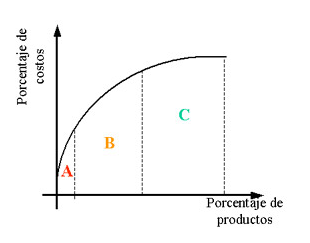 Porcentaje de
costos
A
B
C
Porcentaje de
productos